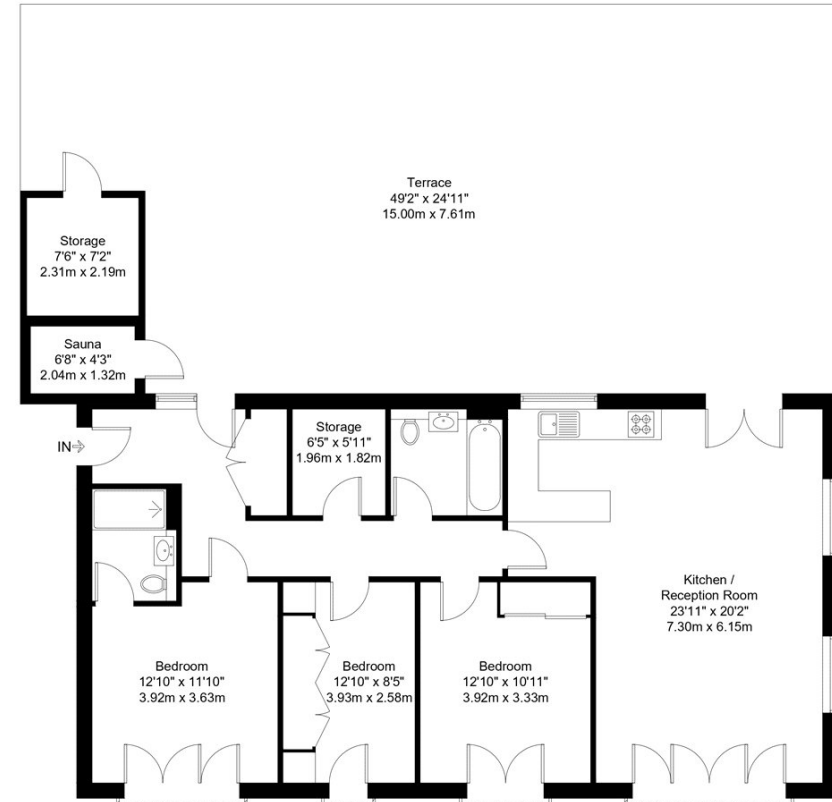 Terrace
49'2" x 24'11"
15.00m x 7.61m
Storage
7'6" x 7'2"
2.31m x 2.19m
Sauna
6'8" x 4'3"
2.04m x 1.32m
IN
Storage
6'5" x 5'11"
1.96m x 1.82m
Kitchen /
Reception Room
23'11" x 20'2"
7.30m x 6.15m
Bedroom
12'10" x 11'10"
3.92m x 3.63m
Bedroom
12'10" x 8'5"
3.93m x 2.58m
Bedroom
12'10" x 10'11"
3.92m x 3.33m